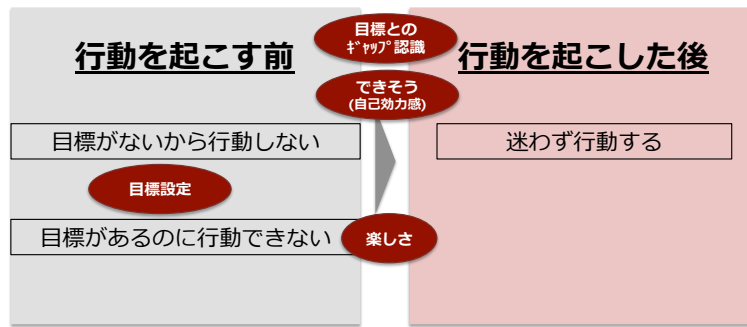 行動を起こす前
目標との
ｷﾞｬｯﾌﾟ認識
行動を起こした後
できそう
(自己効力感)
目標がないから行動しない
迷わず行動する
目標設定
目標があるのに行動できない
楽しさ